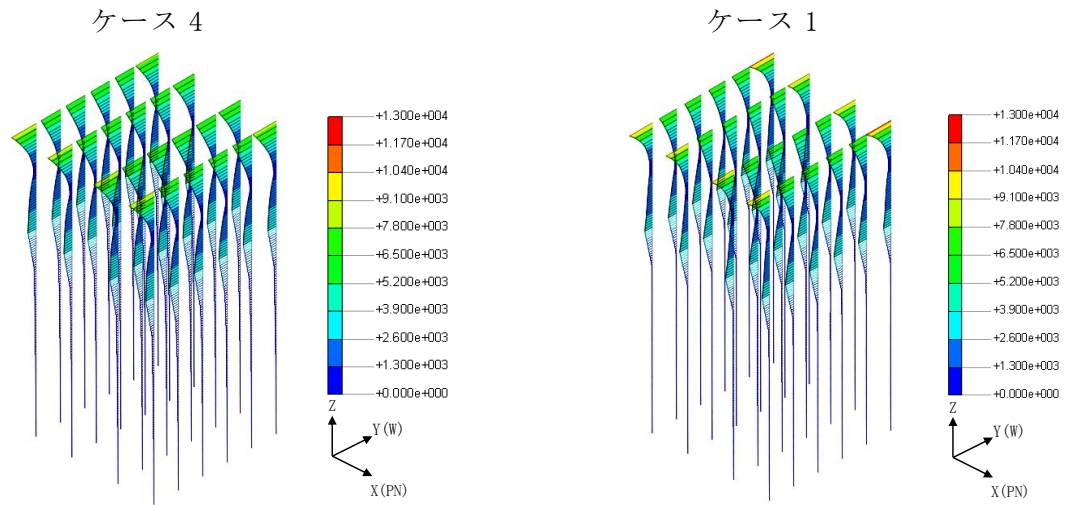 ケース 4
ケース 1
+1.300e+004
+1.170e+004
+1.040e+004
+9.100e+003
+7.800e+003
+6.500e+003
+5.200e+003
+3.900e+003
+2.600e+003
+1.300e+003
+0.000e+000
Z
Y(W)
X(PN)
+1.300e+004
+1.170e+004
+1.040e+004
+9.100e+003
+7.800e+003
+6.500e+003
+5.200e+003
+3.900e+003
+2.600e+003
+1.300e+003
+0.000e+000
Z
Y(W)
X(PN)